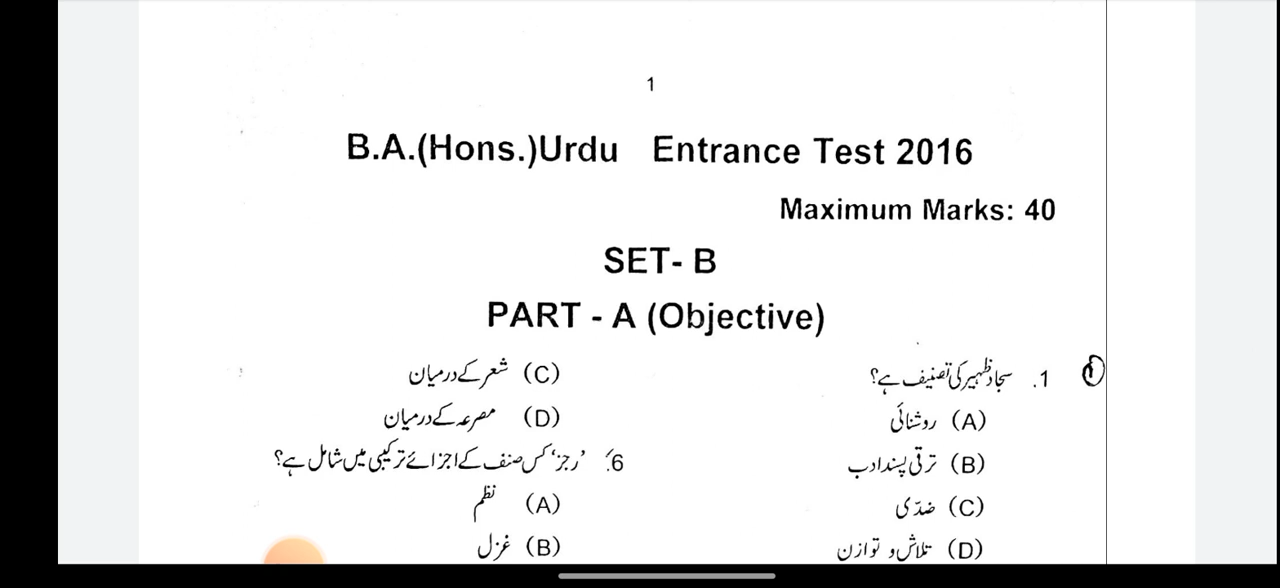 1
B.A.(Hons.)Urdu Entrance Test 2016
Maximum Marks: 40
SET- B
PART - A (Objective)
1. سجاد ظہیر کی تصنیف ہے؟
(A) روشنائی
(B) ترقی پسند ادب
(C) ضدّی
(D) تلاش و توازن
(C) شعر کے درمیان
(D) مصرعہ کے درمیان
6. ’رجز‘ کس صنف کے اجزائے ترکیبی میں شامل ہے؟
(A) نظم
(B) غزل